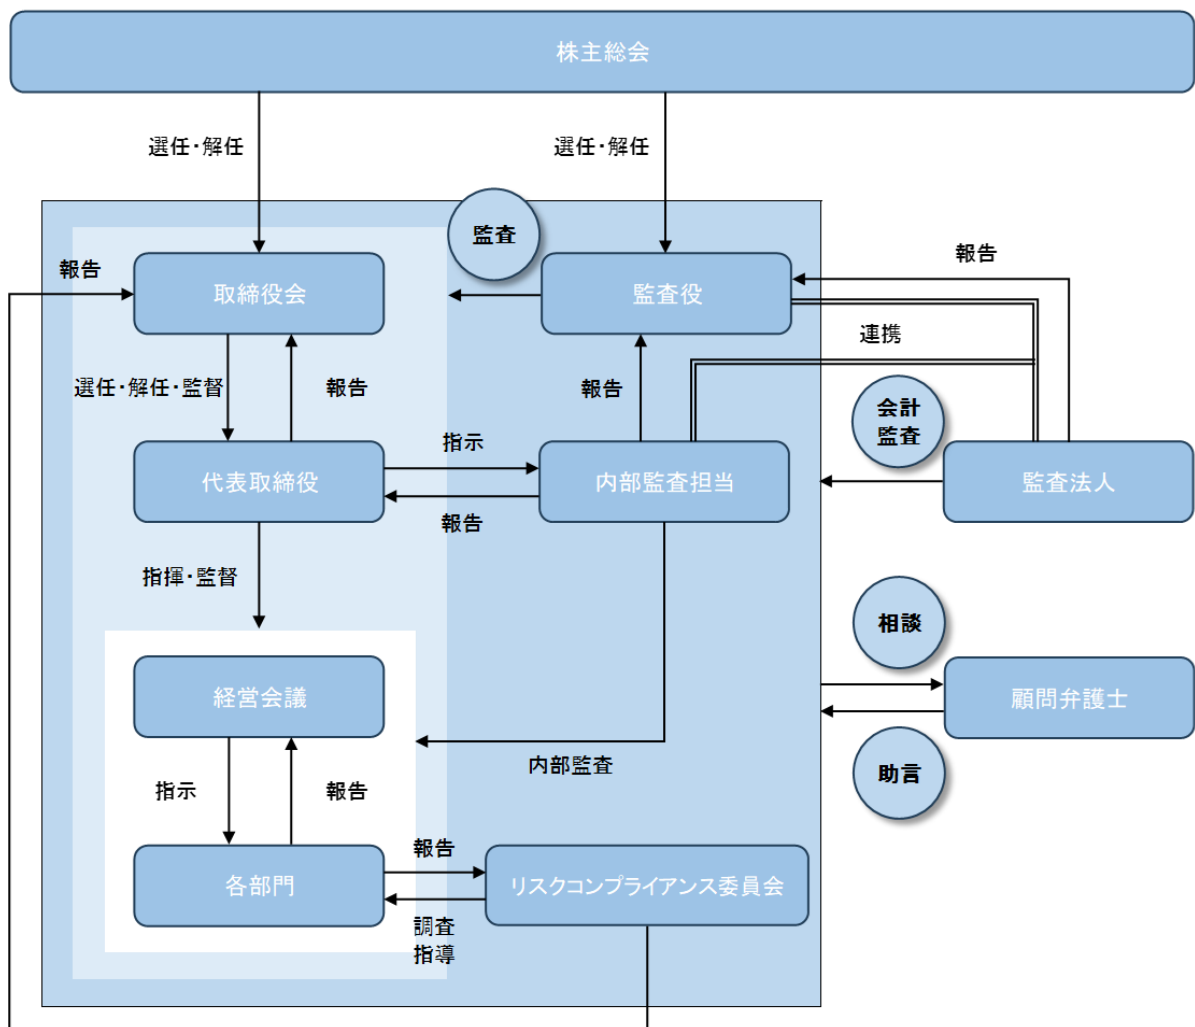 株主総会
選任・解任
選任・解任
監査
報告
取締役会
監査役
報告
連携
選任・解任・監督
報告
報告
会計
監査
指示
代表取締役
内部監査担当
監査法人
報告
指揮・監督
相談
経営会議
顧問弁護士
内部監査
助言
指示
報告
報告
各部門
リスクコンプライアンス委員会
調査
指導